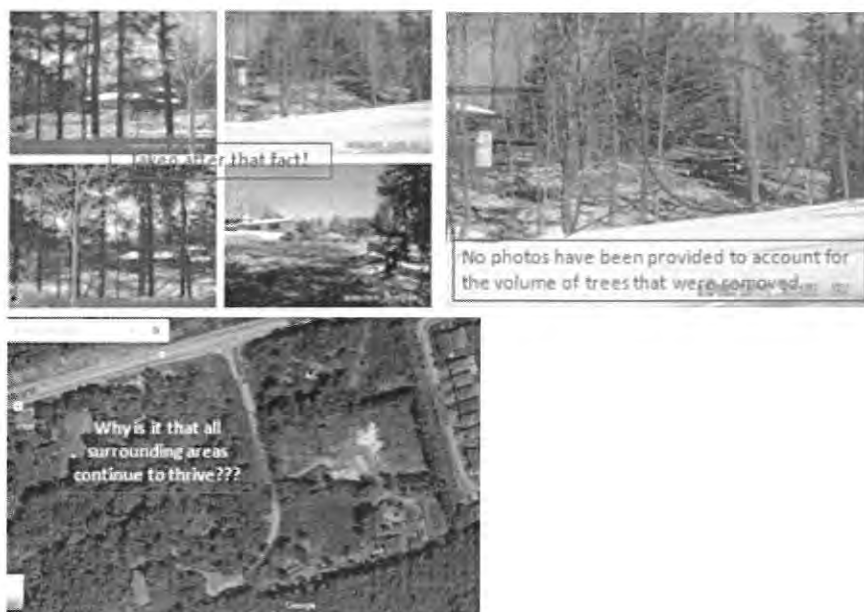 Taken after that fact!
No photos have been provided to account for
the volume of trees that were removed.
Why is it that all
surrounding areas
continue to thrive???
Google